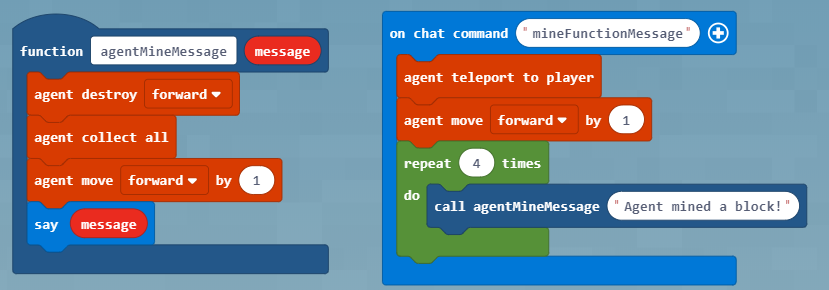 function agentMineMessage message
agent destroy forward
agent collect all
agent move forward by 1
say message
on chat command "mineFunctionMessage"
agent teleport to player
agent move forward by 1
repeat 4 times
do call agentMineMessage "Agent mined a block!"